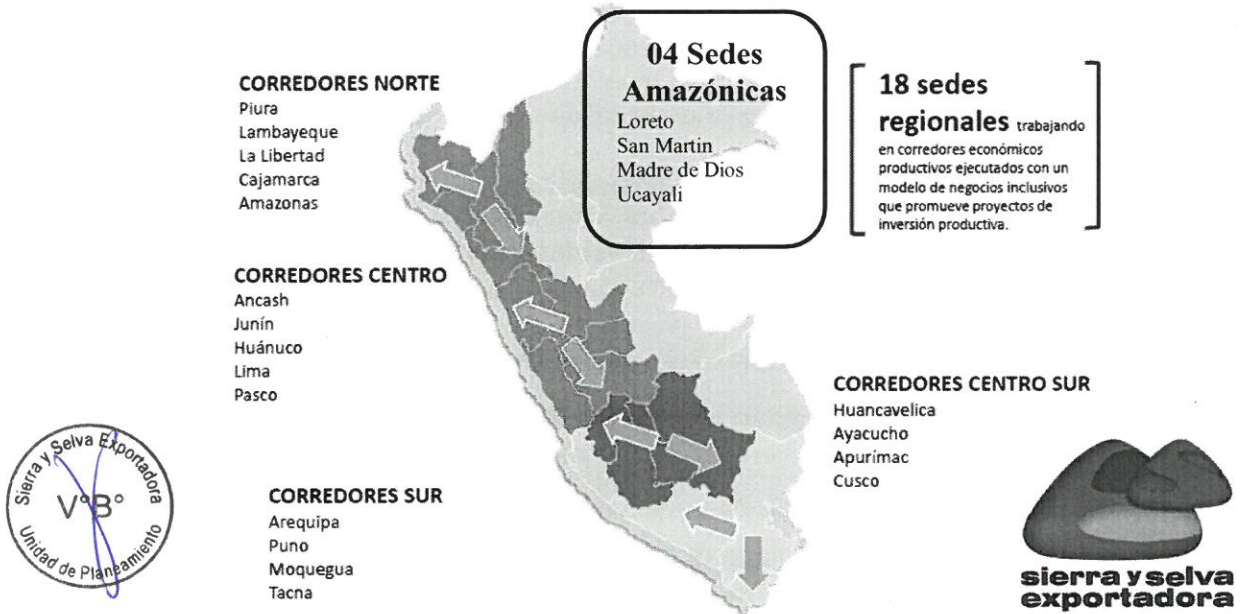 04 Sedes
Amazónicas
Loreto
San Martin
Madre de Dios
Ucayali
18 sedes
regionales trabajando
en corredores económicos
productivos ejecutados con un
modelo de negocios inclusivos
que promueve proyectos de
inversión productiva.
CORREDORES NORTE
Piura
Lambayeque
La Libertad
Cajamarca
Amazonas
CORREDORES CENTRO
Ancash
Junín
Huánuco
Lima
Pasco
CORREDORES CENTRO SUR
Huancavelica
Ayacucho
Apurímac
Cusco
CORREDORES SUR
Arequipa
Puno
Moquegua
Tacna
Sierra y Selva Exportadora
V°B°
Unidad de Planeamiento
sierra y selva
exportadora